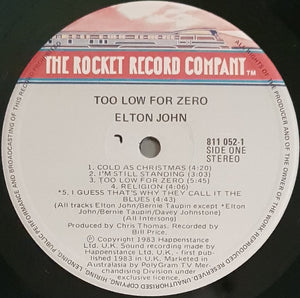 THE ROCKET RECORD COMPANY™
TOO LOW FOR ZERO
ELTON JOHN
811 052-1
SIDE ONE
STEREO
1. COLD AS CHRISTMAS (4:20)
2. I'M STILL STANDING (3:03)
3. TOO LOW FOR ZERO (5:45)
4. RELIGION (4:06)
*5. I GUESS THAT'S WHY THEY CALL IT THE
BLUES (4:43)
(All tracks Elton John/Bernie Taupin except *Elton
John/Bernie Taupin/Davey Johnstone)
(All Intersong)
Produced by Chris Thomas. Recorded by
Bill Price.
Copyright 1983 Happenstance
Ltd. U.K. Sound recording made by
Happenstance Ltd. U.K. - first pub-
lished 1983 in U.K. Marketed in
Australasia by PolyGram TV Mer-
chandising Division under
exclusive licence.